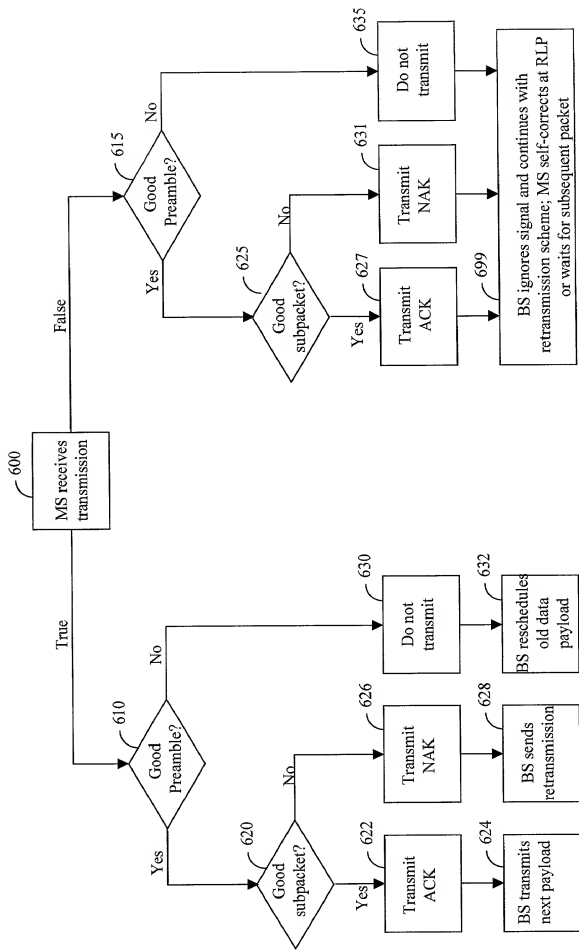 600
MS receives
transmission
True
False
610
Good
Preamble?
Yes
No
615
Good
Preamble?
Yes
No
620
Good
subpacket?
Yes
No
625
Good
subpacket?
Yes
No
622
Transmit
ACK
626
Transmit
NAK
630
Do not
transmit
627
Transmit
ACK
631
Transmit
NAK
635
Do not
transmit
624
BS transmits
next payload
628
BS sends
retransmission
632
BS reschedules
old data
payload
699
BS ignores signal and continues with
retransmission scheme; MS self-corrects at RLP
or waits for subsequent packet